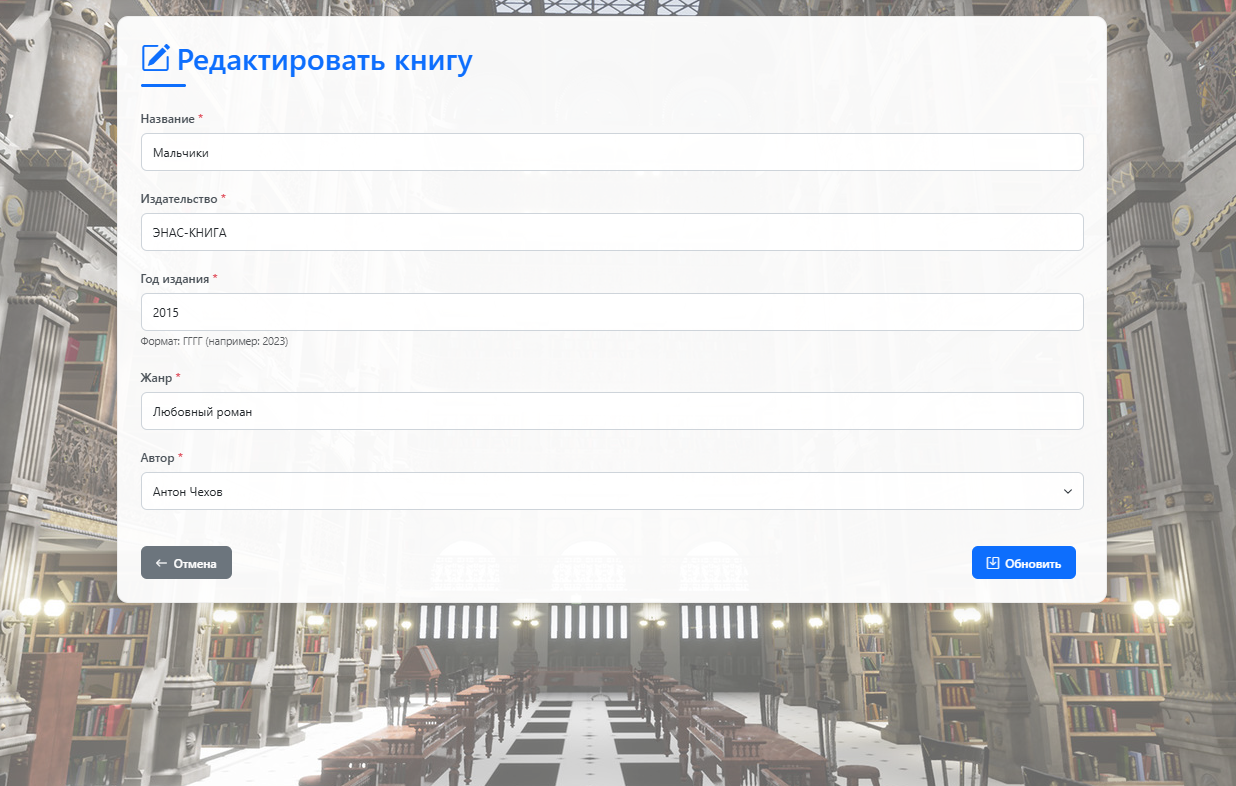 Редактировать книгу
Название *
Мальчики
Издательство *
ЭНАС-КНИГА
Год издания *
2015
Формат: ГГГГ (например: 2023)
Жанр *
Любовный роман
Автор *
Антон Чехов
← Отмена
Обновить